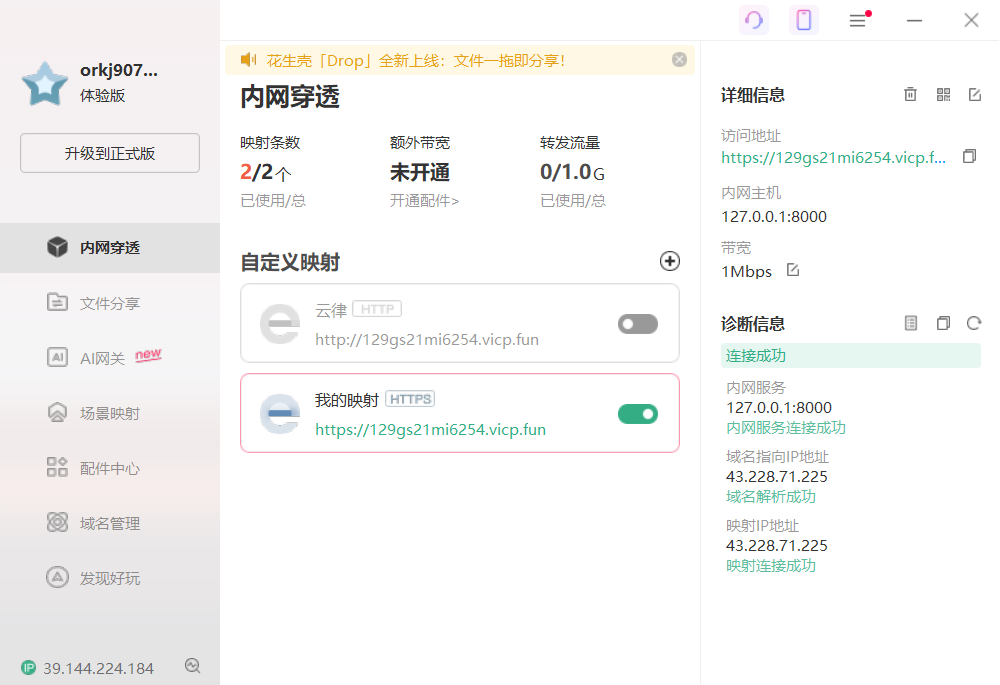 orkj907...
体验版
升级到正式版
内网穿透
文件分享
AI网关 new
场景映射
配件中心
域名管理
发现好玩
IP 39.144.224.184
花生壳「Drop」全新上线：文件一拖即分享！
内网穿透
映射条数
2/2个
已使用/总
额外带宽
未开通
开通配件>
转发流量
0/1.0G
已使用/总
自定义映射
云律 HTTP
http://129gs21mi6254.vicp.fun
我的映射 HTTPS
https://129gs21mi6254.vicp.fun
详细信息
访问地址
https://129gs21mi6254.vicp.f...
内网主机
127.0.0.1:8000
带宽
1Mbps
诊断信息
连接成功
内网服务
127.0.0.1:8000
内网服务连接成功
域名指向IP地址
43.228.71.225
域名解析成功
映射IP地址
43.228.71.225
映射连接成功